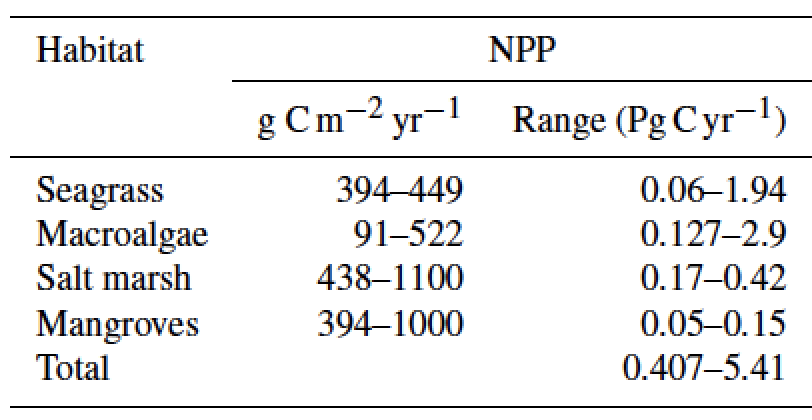 Habitat NPP
g C m−2 yr−1 Range (Pg C yr−1)
Seagrass 394–449 0.06–1.94
Macroalgae 91–522 0.127–2.9
Salt marsh 438–1100 0.17–0.42
Mangroves 394–1000 0.05–0.15
Total 0.407–5.41